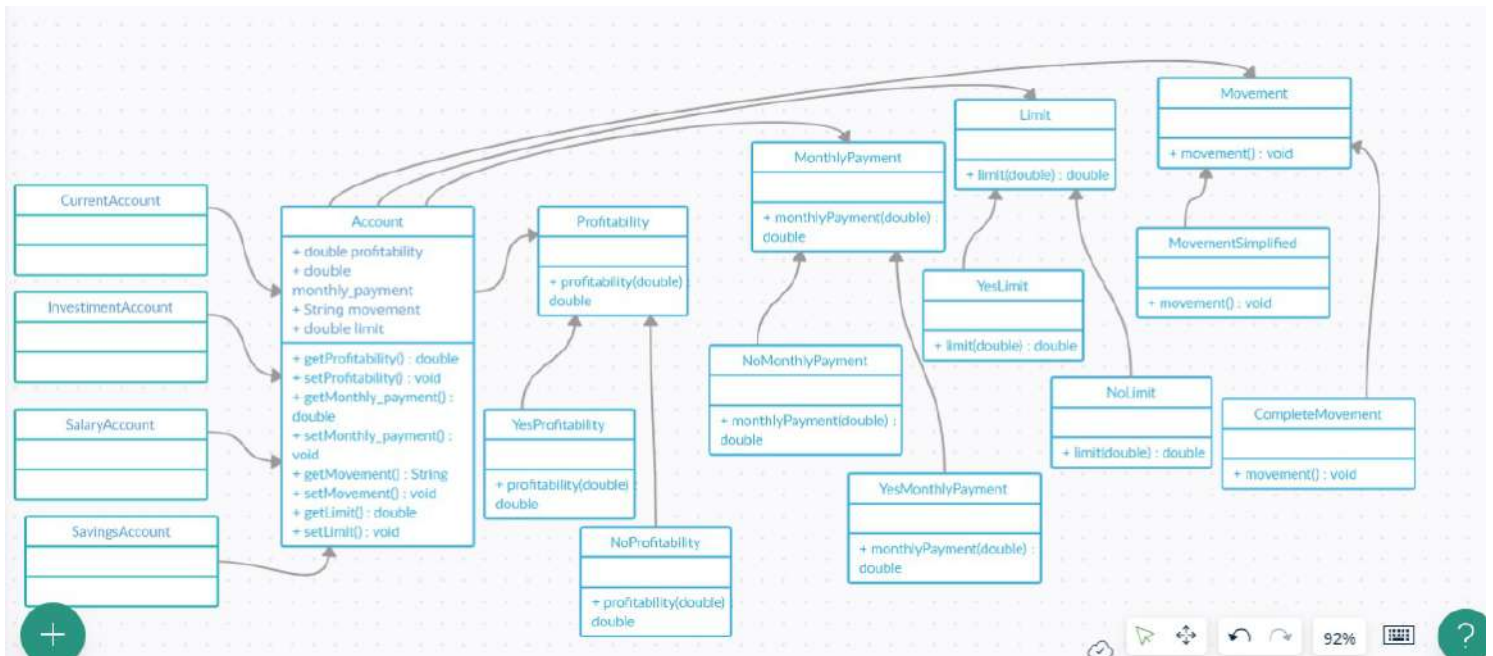 CurrentAccount
InvestimentAccount
SalaryAccount
SavingsAccount
Account
+ double profitability
+ double
monthly_payment
+ String movement
+ double limit
+ getProfitability() : double
+ setProfitability() : void
+ getMonthly_payment() :
double
+ setMonthly_payment() :
void
+ getMovement() : String
+ setMovement() : void
+ getLimit() : double
+ setLimit() : void
Profitability
+ profitability(double) :
double
YesProfitability
+ profitability(double) :
double
NoProfitability
+ profitability(double) :
double
MonthlyPayment
+ monthlyPayment(double) :
double
NoMonthlyPayment
+ monthlyPayment(double) :
double
YesMonthlyPayment
+ monthlyPayment(double) :
double
Limit
+ limit(double) : double
YesLimit
+ limit(double) : double
NoLimit
+ limit(double) : double
Movement
+ movement() : void
MovementSimplified
+ movement() : void
CompleteMovement
+ movement() : void
92%
?